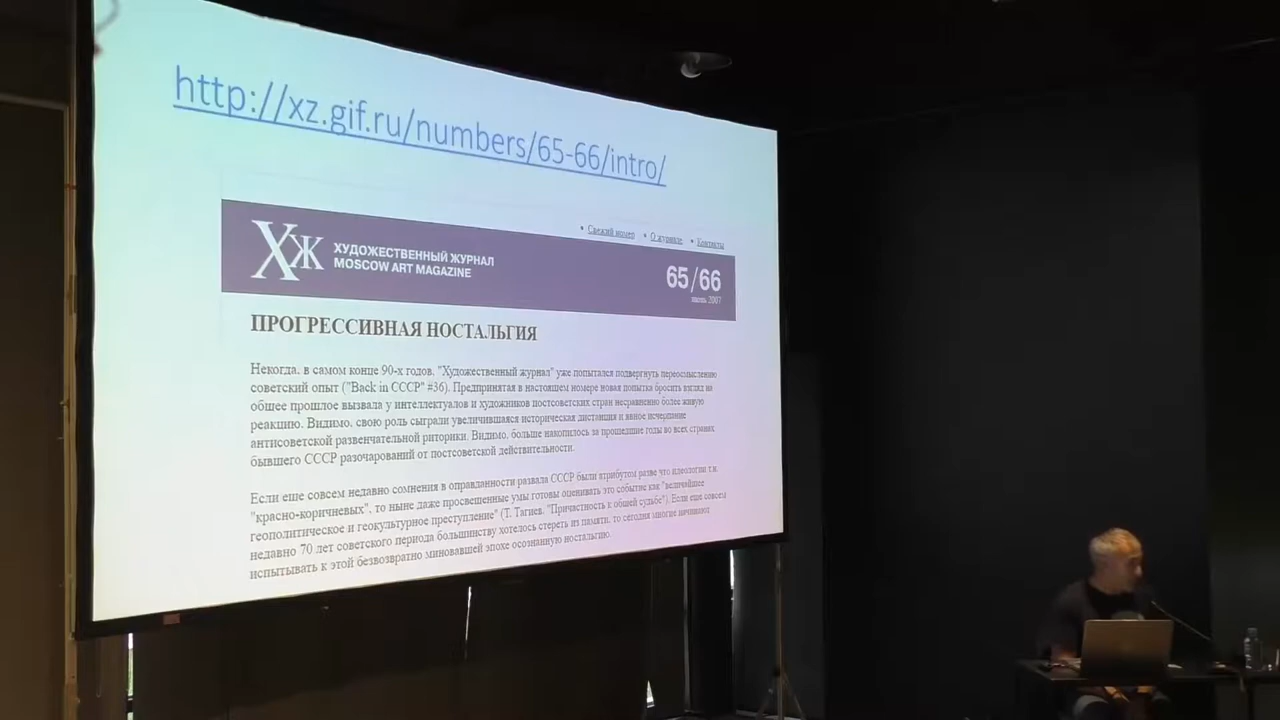 http://xz.gif.ru/numbers/65-66/intro/
• Свежий номер • О журнале • Контакты
ХЖ ХУДОЖЕСТВЕННЫЙ ЖУРНАЛ
MOSCOW ART MAGAZINE
65/66
июнь 2007
ПРОГРЕССИВНАЯ НОСТАЛЬГИЯ
Некогда, в самом конце 90-х годов, "Художественный журнал" уже попытался подвергнуть переосмыслению
советский опыт ("Back in СССР" #36). Предпринятая в настоящем номере новая попытка бросить взгляд на
общее прошлое вызвала у интеллектуалов и художников постсоветских стран несравненно более живую
реакцию. Видимо, свою роль сыграли увеличившаяся историческая дистанция и явное исчерпание
антисоветской развенчательной риторики. Видимо, больше накопилось за прошедшие годы во всех странах
бывшего СССР разочарований от постсоветской действительности.
Если еще совсем недавно сомнения в оправданности развала СССР были атрибутом разве что идеологии т.н.
"красно-коричневых", то ныне даже просвещенные умы готовы оценивать это событие как "величайшее
геополитическое и геокультурное преступление" (Т. Тагиев. "Причастность к общей судьбе"). Если еще совсем
недавно 70 лет советского периода большинству хотелось стереть из памяти, то сегодня многие начинают
испытывать к этой безвозвратно миновавшей эпохе осознанную ностальгию.